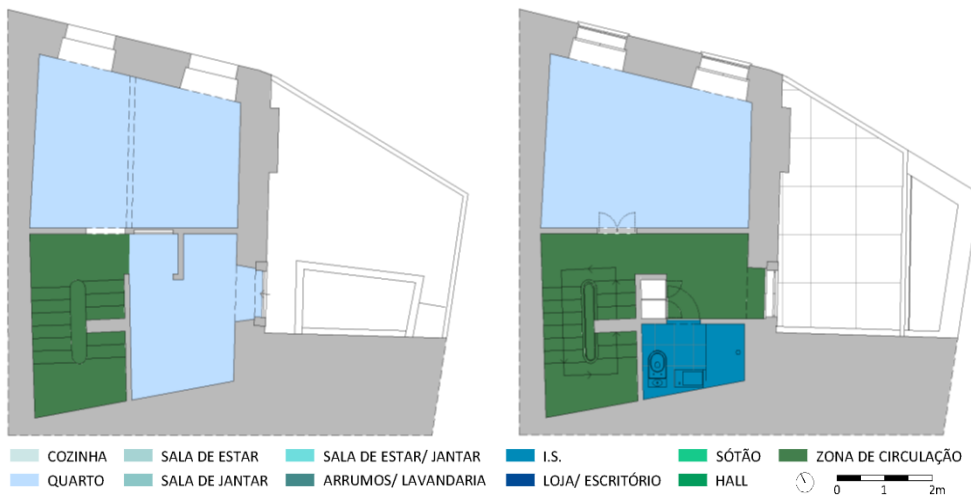 COZINHA SALA DE ESTAR SALA DE ESTAR/ JANTAR I.S. SÓTÃO ZONA DE CIRCULAÇÃO
QUARTO SALA DE JANTAR ARRUMOS/ LAVANDARIA LOJA/ ESCRITÓRIO HALL
0 1 2m